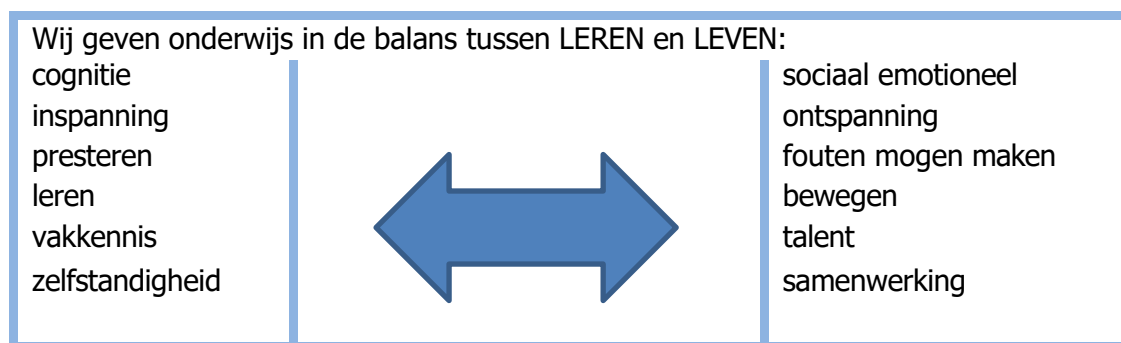 Wij geven onderwijs in de balans tussen LEREN en LEVEN:
cognitie
inspanning
presteren
leren
vakkennis
zelfstandigheid
sociaal emotioneel
ontspanning
fouten mogen maken
bewegen
talent
samenwerking